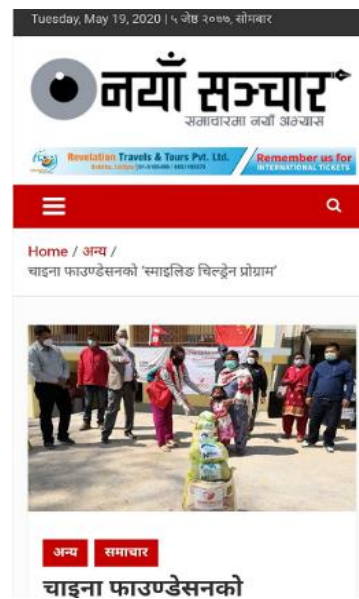 Tuesday, May 19, 2020 | ५ जेष्ठ २०७७, सोमबार
नयाँ सञ्चार
समाचारमा नयाँ अभ्यास
Revelation Travels & Tours Pvt. Ltd.
Remember us for
INTERNATIONAL TICKETS
Home / अन्य /
चाइना फाउण्डेसनको ‘स्माइलिङ चिल्ड्रेन प्रोग्राम’
अन्य
समाचार
चाइना फाउण्डेसनको